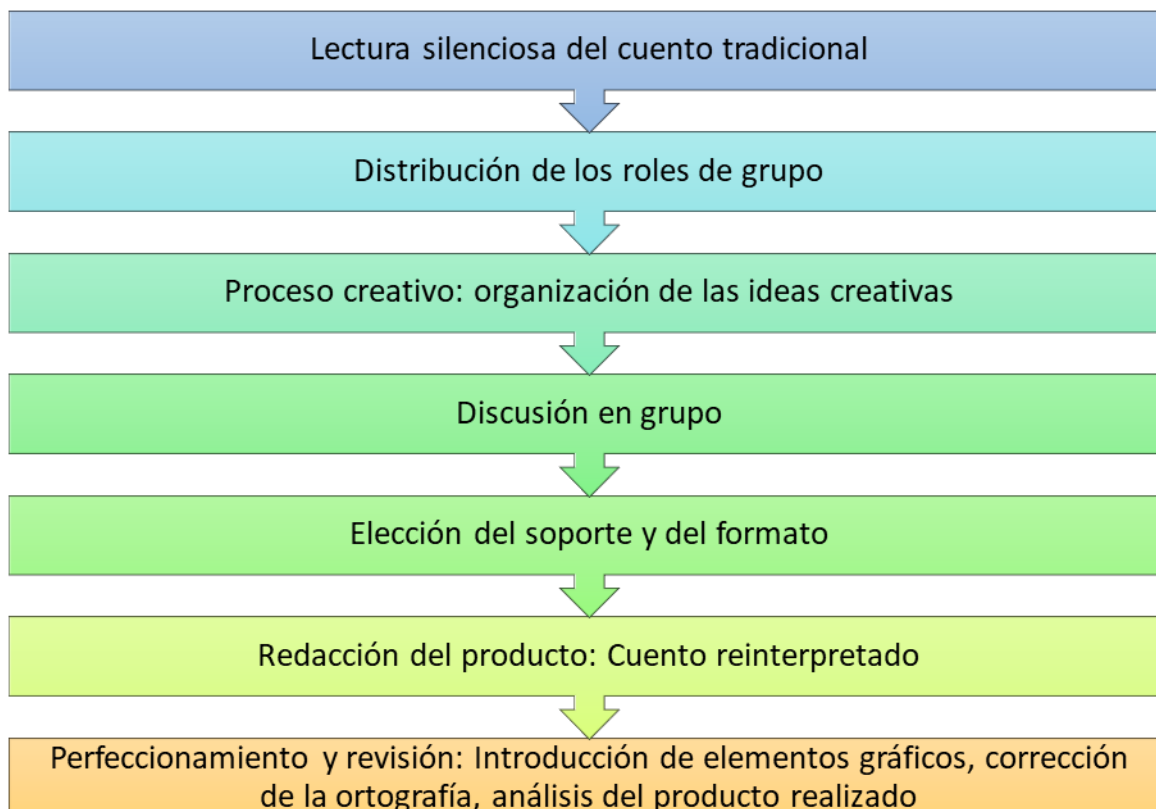 Lectura silenciosa del cuento tradicional
Distribución de los roles de grupo
Proceso creativo: organización de las ideas creativas
Discusión en grupo
Elección del soporte y del formato
Redacción del producto: Cuento reinterpretado
Perfeccionamiento y revisión: Introducción de elementos gráficos, corrección
de la ortografía, análisis del producto realizado